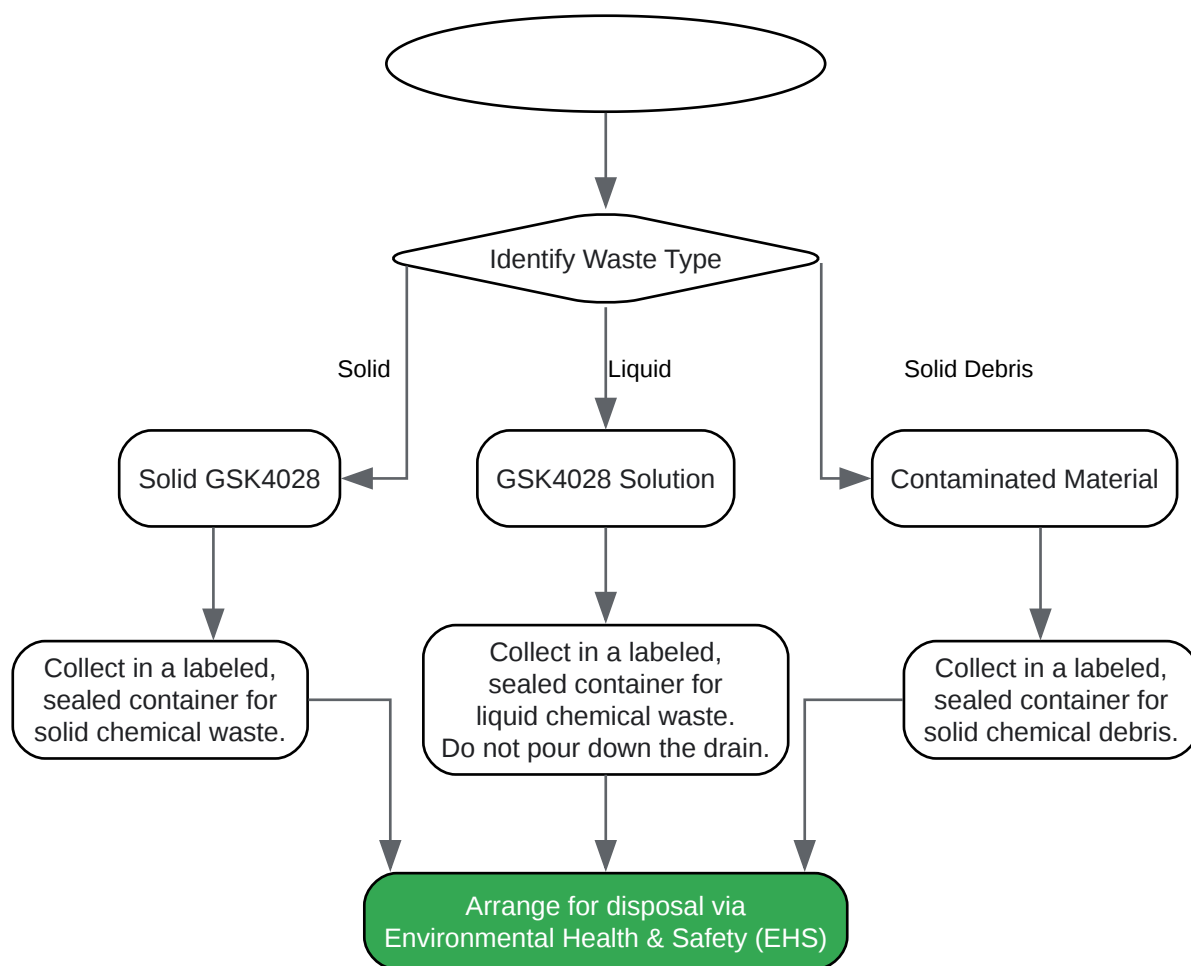 Identify Waste Type
Solid
Liquid
Solid Debris
Solid GSK4028
GSK4028 Solution
Contaminated Material
Collect in a labeled,
sealed container for
solid chemical waste.
Collect in a labeled,
sealed container for
liquid chemical waste.
Do not pour down the drain.
Collect in a labeled,
sealed container for
solid chemical debris.
Arrange for disposal via
Environmental Health & Safety (EHS)